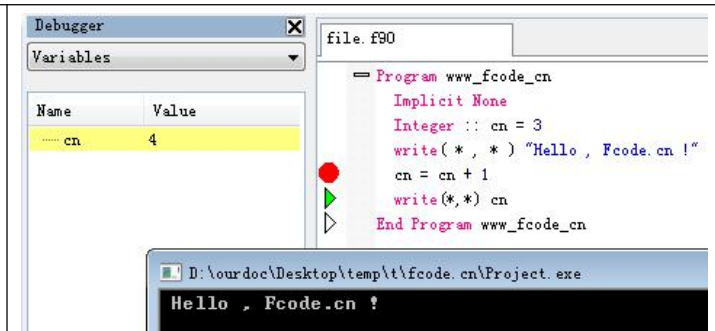 Debugger
Variables
Name Value
cn 4
file.f90
Program www_fcode_cn
Implicit None
Integer :: cn = 3
write( * , * ) "Hello , Fcode.cn !"
cn = cn + 1
write(*,*) cn
End Program www_fcode_cn
D:\ourdoc\Desktop\temp\t\fcode.cn\Project.exe
Hello , Fcode.cn !